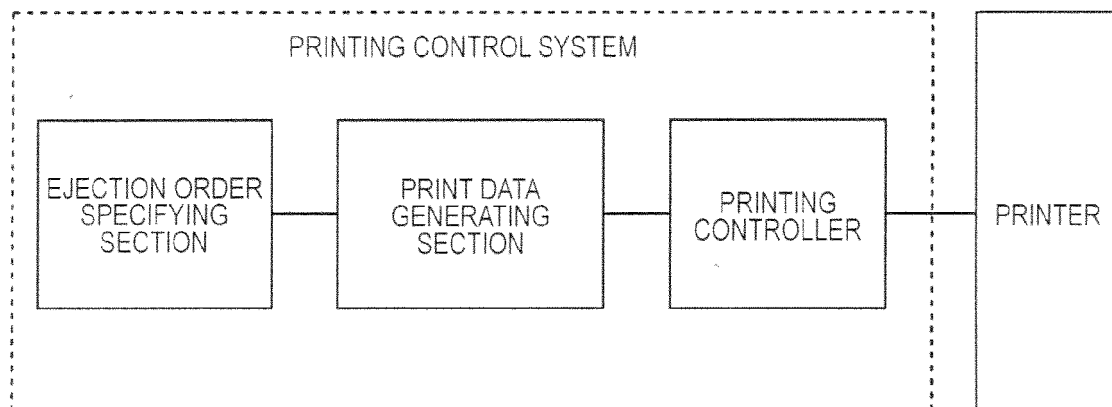 PRINTING CONTROL SYSTEM
EJECTION ORDER
SPECIFYING
SECTION
PRINT DATA
GENERATING
SECTION
PRINTING
CONTROLLER
PRINTER